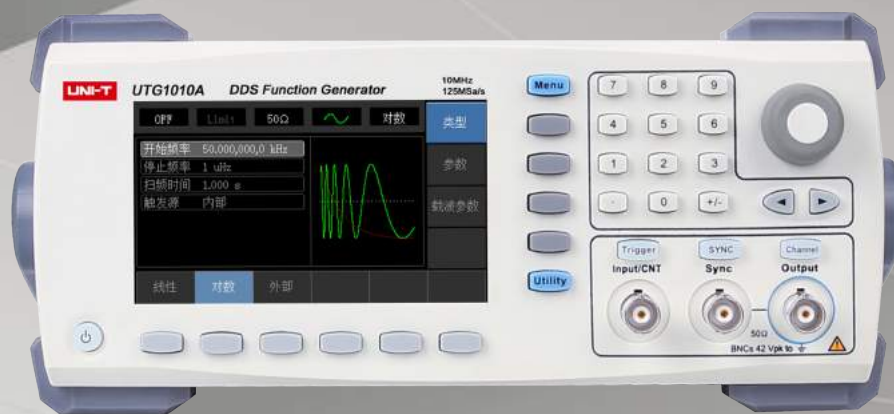 UNI-T UTG1010A DDS Function Generator 10MHz
125MSa/s
OFF Limit 50Ω 对数 类型
开始频率 50.000,000,0 kHz
停止频率 1 uHz
扫频时间 1.000 s
触发源 内部
参数
载波参数
线性 对数 外部
Menu
Utility
7 8 9
4 5 6
1 2 3
. 0 +/-
Trigger SYNC Channel
Input/CNT Sync Output
50Ω
BNCs 42 Vpk to